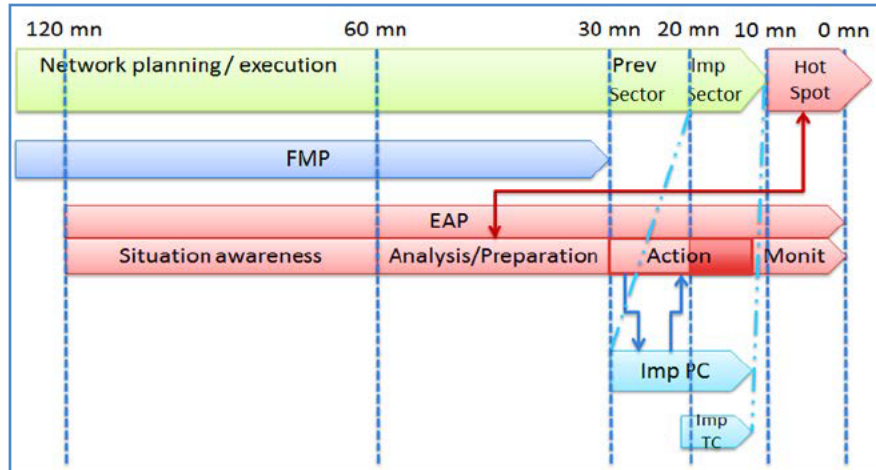 120 mn 60 mn 30 mn 20 mn 10 mn 0 mn
Network planning/ execution Prev Imp Hot
Sector Sector Spot
FMP
EAP
Situation awareness Analysis/Preparation Action Monit
Imp PC
Imp
TC